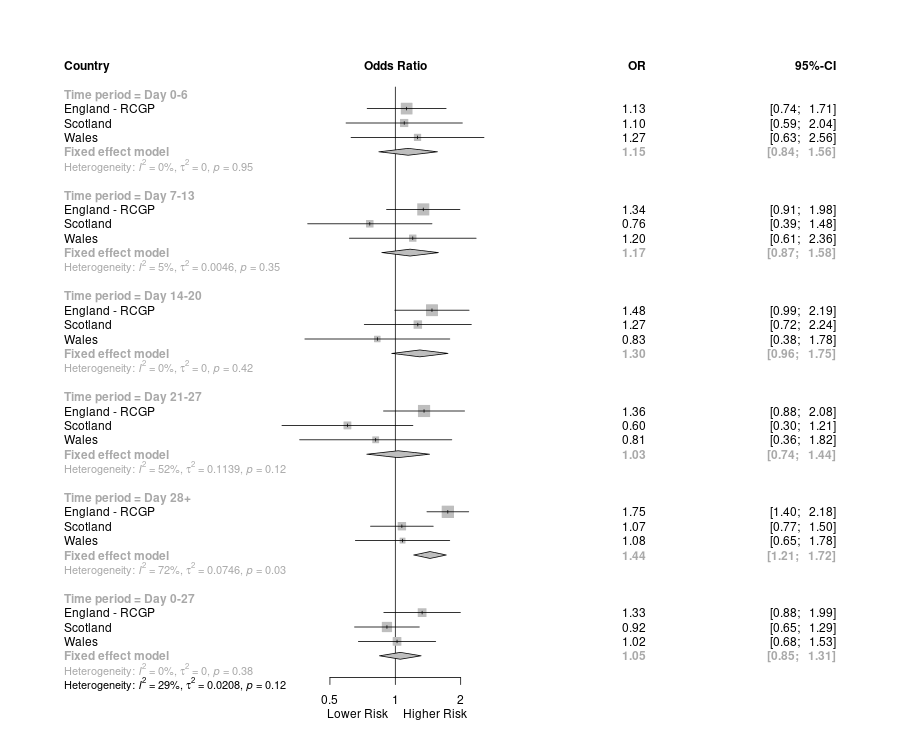 Country Odds Ratio OR 95%-CI
Time period = Day 0-6
England - RCGP 1.13 [0.74; 1.71]
Scotland 1.10 [0.59; 2.04]
Wales 1.27 [0.63; 2.56]
Fixed effect model 1.15 [0.84; 1.56]
Heterogeneity: I² = 0%, τ² = 0, p = 0.95
Time period = Day 7-13
England - RCGP 1.34 [0.91; 1.98]
Scotland 0.76 [0.39; 1.48]
Wales 1.20 [0.61; 2.36]
Fixed effect model 1.17 [0.87; 1.58]
Heterogeneity: I² = 5%, τ² = 0.0046, p = 0.35
Time period = Day 14-20
England - RCGP 1.48 [0.99; 2.19]
Scotland 1.27 [0.72; 2.24]
Wales 0.83 [0.38; 1.78]
Fixed effect model 1.30 [0.96; 1.75]
Heterogeneity: I² = 0%, τ² = 0, p = 0.42
Time period = Day 21-27
England - RCGP 1.36 [0.88; 2.08]
Scotland 0.60 [0.30; 1.21]
Wales 0.81 [0.36; 1.82]
Fixed effect model 1.03 [0.74; 1.44]
Heterogeneity: I² = 52%, τ² = 0.1139, p = 0.12
Time period = Day 28+
England - RCGP 1.75 [1.40; 2.18]
Scotland 1.07 [0.77; 1.50]
Wales 1.08 [0.65; 1.78]
Fixed effect model 1.44 [1.21; 1.72]
Heterogeneity: I² = 72%, τ² = 0.0746, p = 0.03
Time period = Day 0-27
England - RCGP 1.33 [0.88; 1.99]
Scotland 0.92 [0.65; 1.29]
Wales 1.02 [0.68; 1.53]
Fixed effect model 1.05 [0.85; 1.31]
Heterogeneity: I² = 0%, τ² = 0, p = 0.38
Heterogeneity: I² = 29%, τ² = 0.0208, p = 0.12
0.5 1 2
Lower Risk Higher Risk